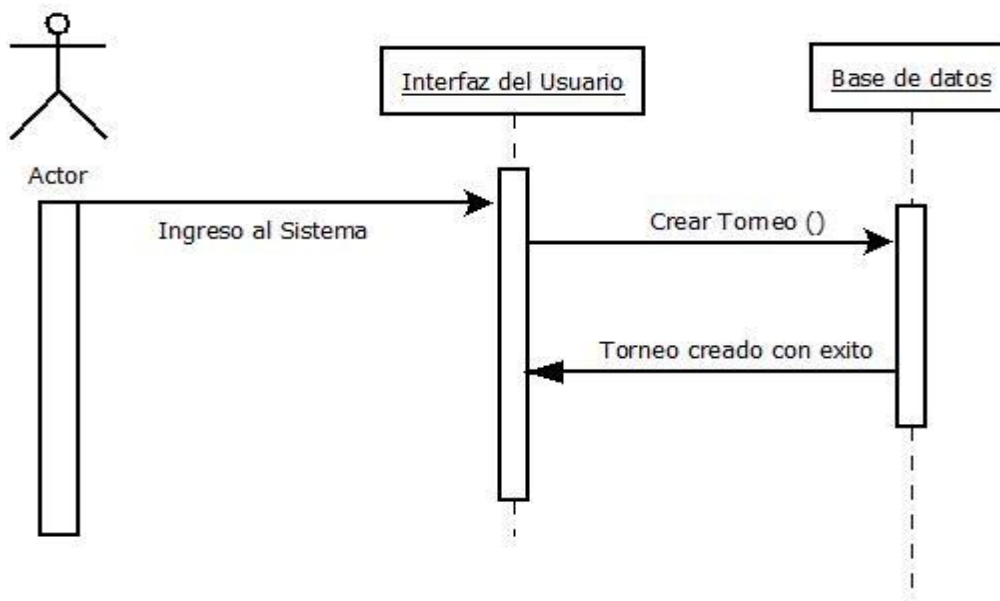 Interfaz del Usuario
Base de datos
Actor
Ingreso al Sistema
Crear Torneo ()
Torneo creado con exito